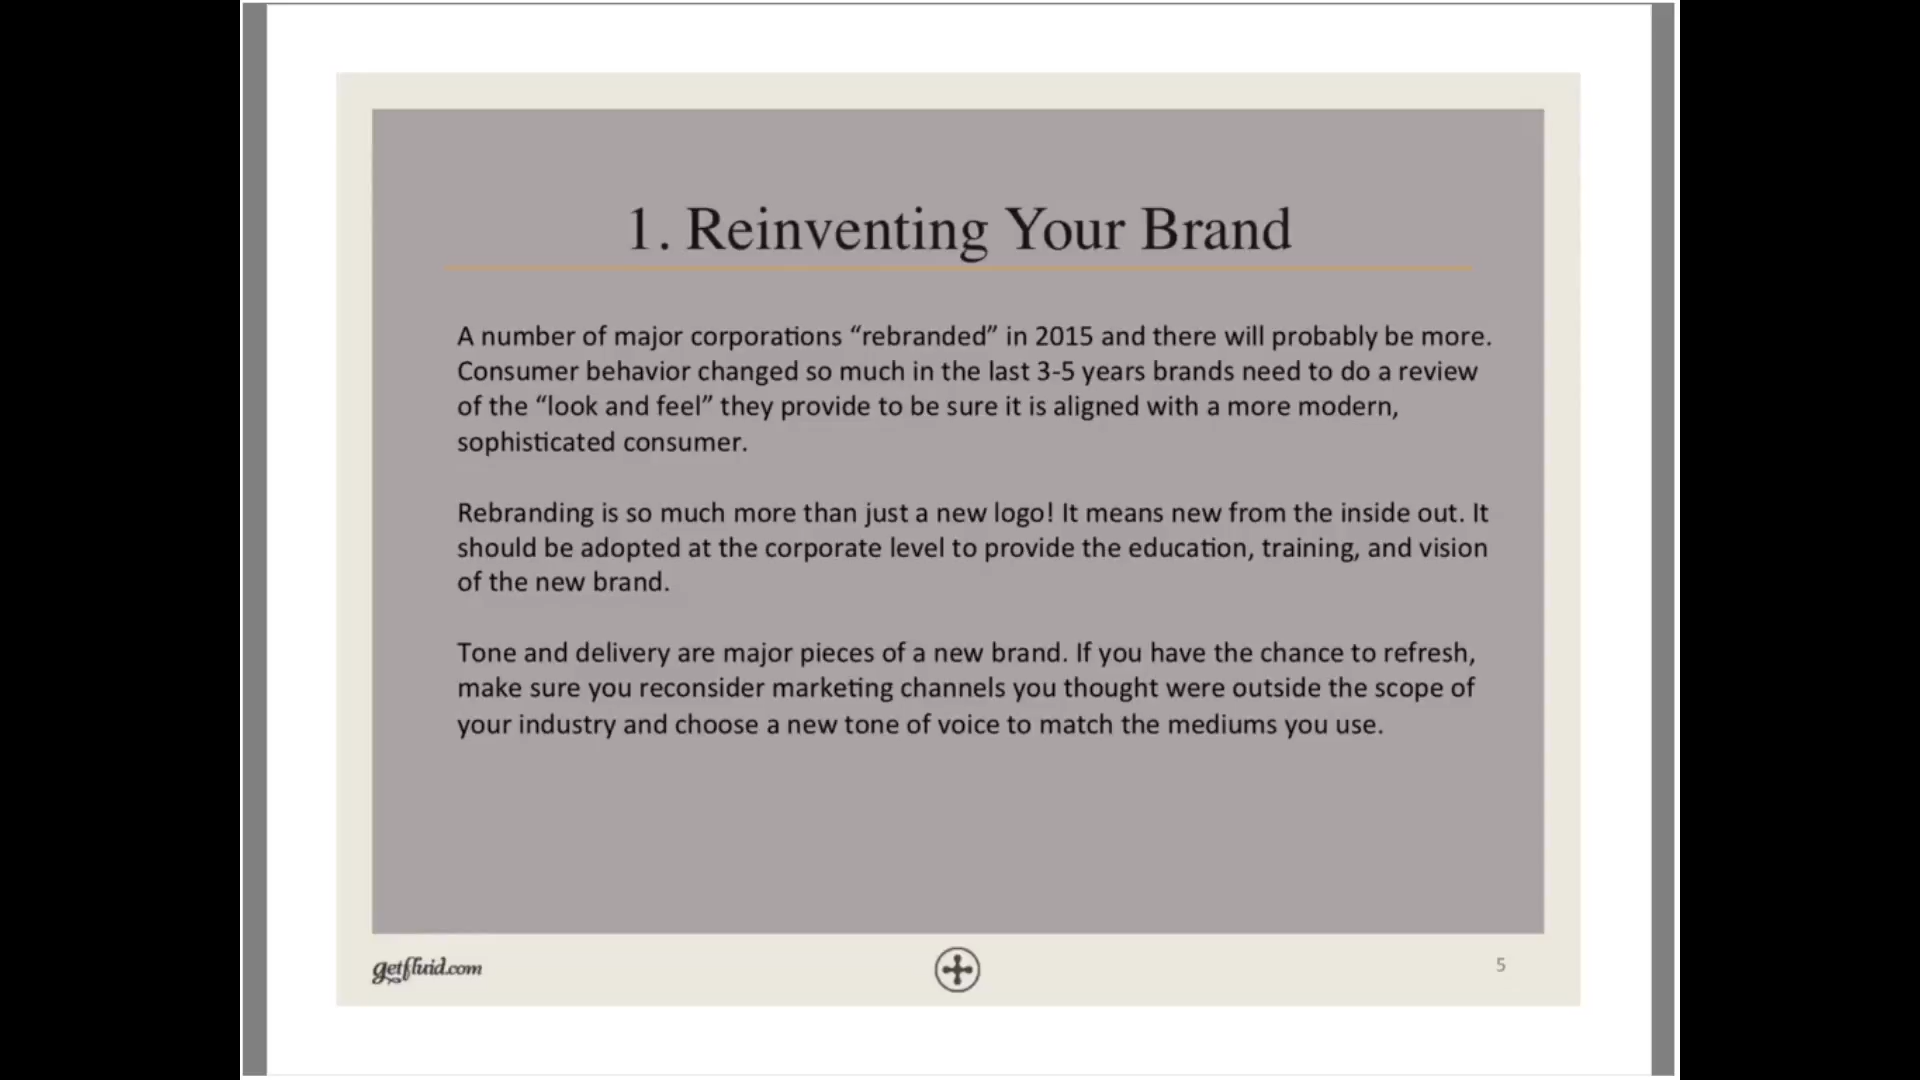 1. Reinventing Your Brand
A number of major corporations “rebranded” in 2015 and there will probably be more.
Consumer behavior changed so much in the last 3-5 years brands need to do a review
of the “look and feel” they provide to be sure it is aligned with a more modern,
sophisticated consumer.
Rebranding is so much more than just a new logo! It means new from the inside out. It
should be adopted at the corporate level to provide the education, training, and vision
of the new brand.
Tone and delivery are major pieces of a new brand. If you have the chance to refresh,
make sure you reconsider marketing channels you thought were outside the scope of
your industry and choose a new tone of voice to match the mediums you use.
getfluid.com
5